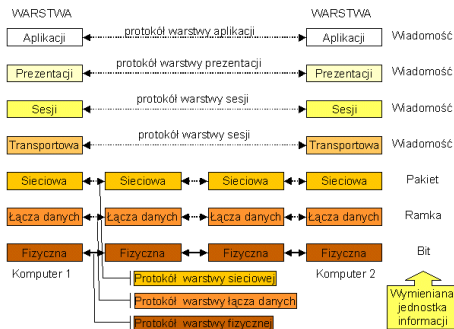 WARSTWA WARSTWA
Aplikacji protokół warstwy aplikacji Aplikacji Wiadomość
Prezentacji protokół warstwy prezentacji Prezentacji Wiadomość
Sesji protokół warstwy sesji Sesji Wiadomość
Transportowa protokół warstwy sesji Transportowa Wiadomość
Sieciowa Sieciowa Sieciowa Sieciowa Pakiet
Łącza danych Łącza danych Łącza danych Łącza danych Ramka
Fizyczna Fizyczna Fizyczna Fizyczna Bit
Komputer 1 Komputer 2
Protokół warstwy sieciowej
Protokół warstwy łącza danych
Protokół warstwy fizycznej
Wymieniana
jednostka
informacji